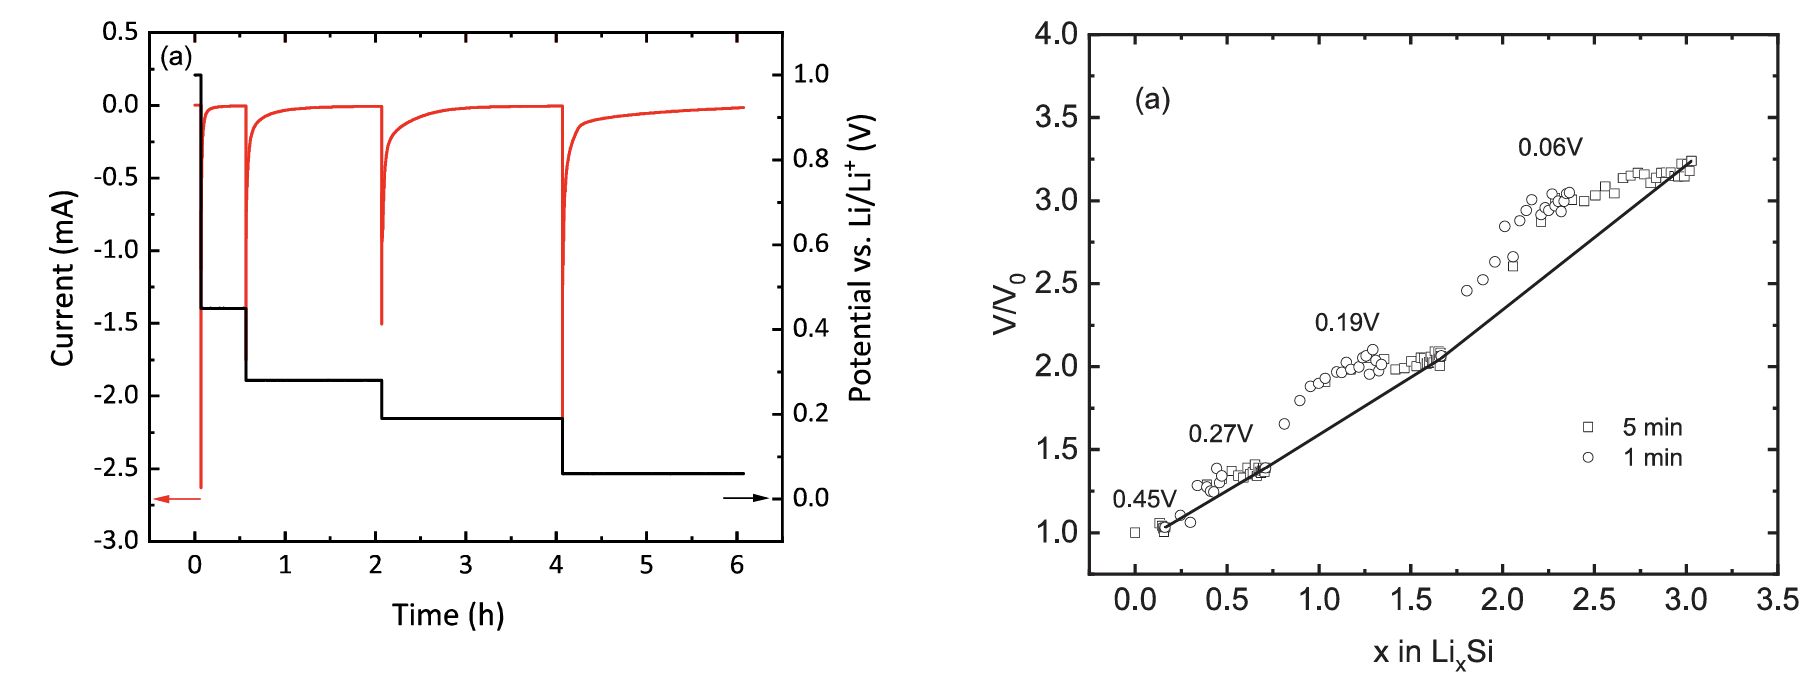 (a)
0.5
0.0
-0.5
-1.0
-1.5
-2.0
-2.5
-3.0
Current (mA)
0 1 2 3 4 5 6
Time (h)
1.0
0.8
0.6
0.4
0.2
0.0
Potential vs. Li/Li⁺ (V)
(a)
4.0
3.5
3.0
2.5
2.0
1.5
1.0
V/V₀
0.06V
0.19V
0.27V
0.45V
5 min
1 min
0.0 0.5 1.0 1.5 2.0 2.5 3.0 3.5
x in LiₓSi